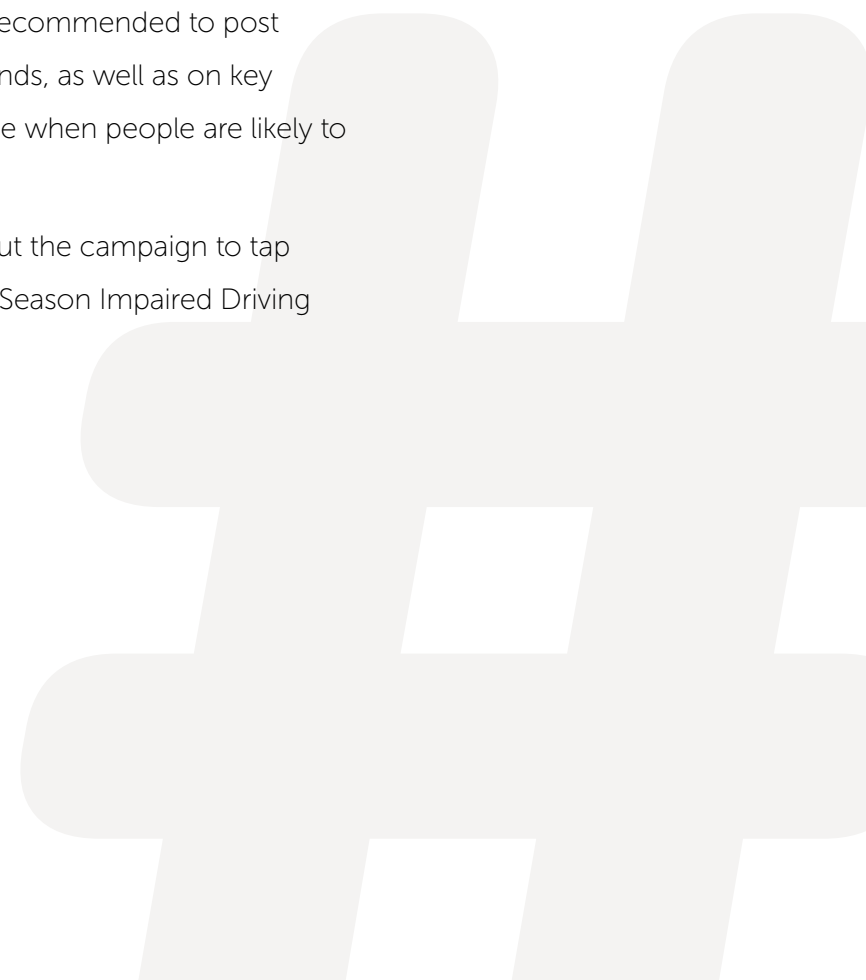 ecommended to post
nds, as well as on key
e when people are likely to
ut the campaign to tap
Season Impaired Driving